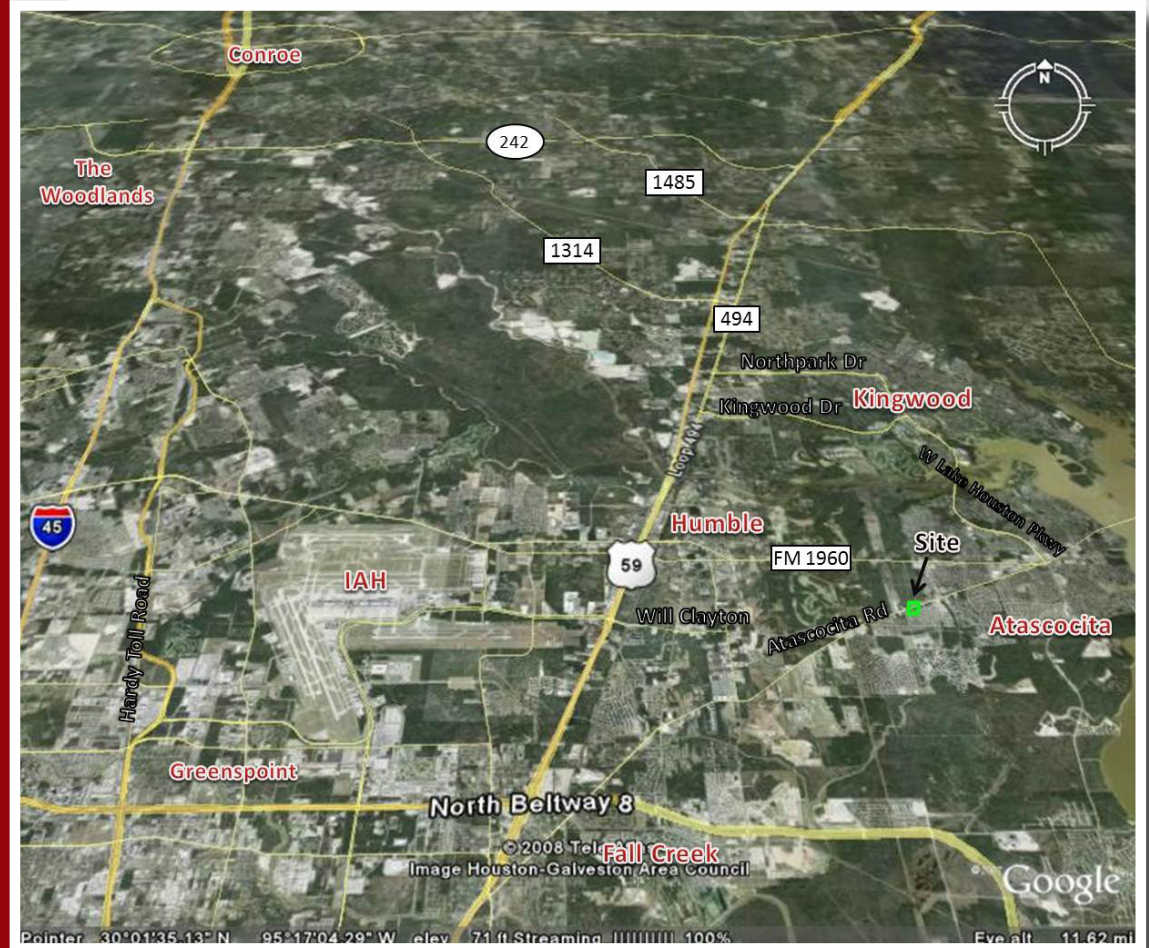 Conroe
N
242
The
Woodlands
1485
1314
494
Northpark Dr
Kingwood Dr
Kingwood
Loop 494
W Lake Houston Pkwy
45
Humble
Site
59
FM 1960
IAH
Hardy Toll Road
Will Clayton
Atascocita Rd
Atascocita
Greenspoint
North Beltway 8
© 2008 Tele
Fall Creek
Image Houston-Galveston Area Council
Google
Pointer 30°01'35.13" N 95°17'04.29" W elev 71 ft Streaming ||||||||| 100% Eye alt 11.62 mi